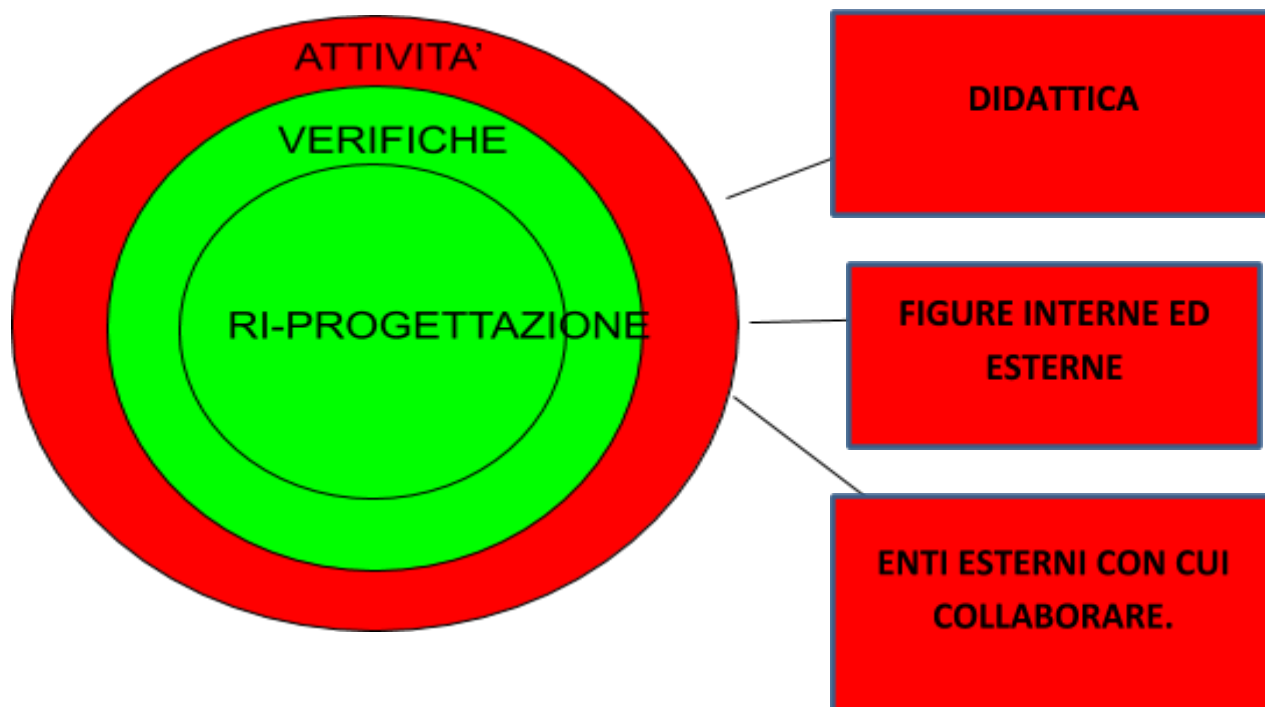 ATTIVITA’
VERIFICHE
RI-PROGETTAZIONE
DIDATTICA
FIGURE INTERNE ED
ESTERNE
ENTI ESTERNI CON CUI
COLLABORARE.